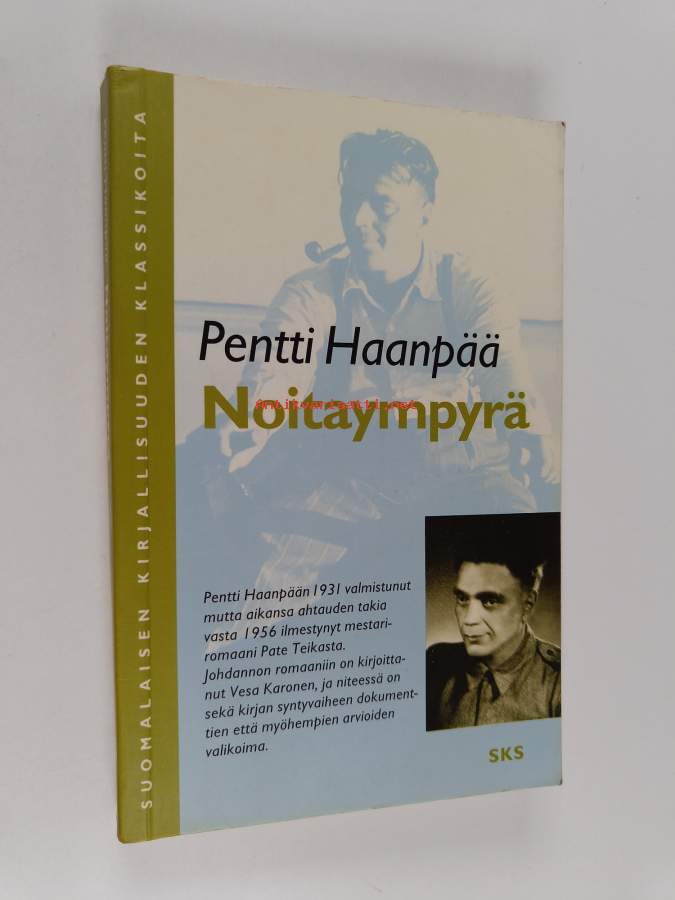 SUOMALAISEN KIRJALLISUUDEN KLASSIKOITA
Pentti Haanpää
Noitaympyrä
Antikvariaatti.net
Pentti Haanpään 1931 valmistunut
mutta aikansa ahtauden takia
vasta 1956 ilmestynyt mestari-
romaani Pate Teikasta.
Johdannon romaaniin on kirjoitta-
nut Vesa Karonen, ja niteessä on
sekä kirjan syntyvaiheen dokument-
tien että myöhempien arvioiden
valikoima.
SKS